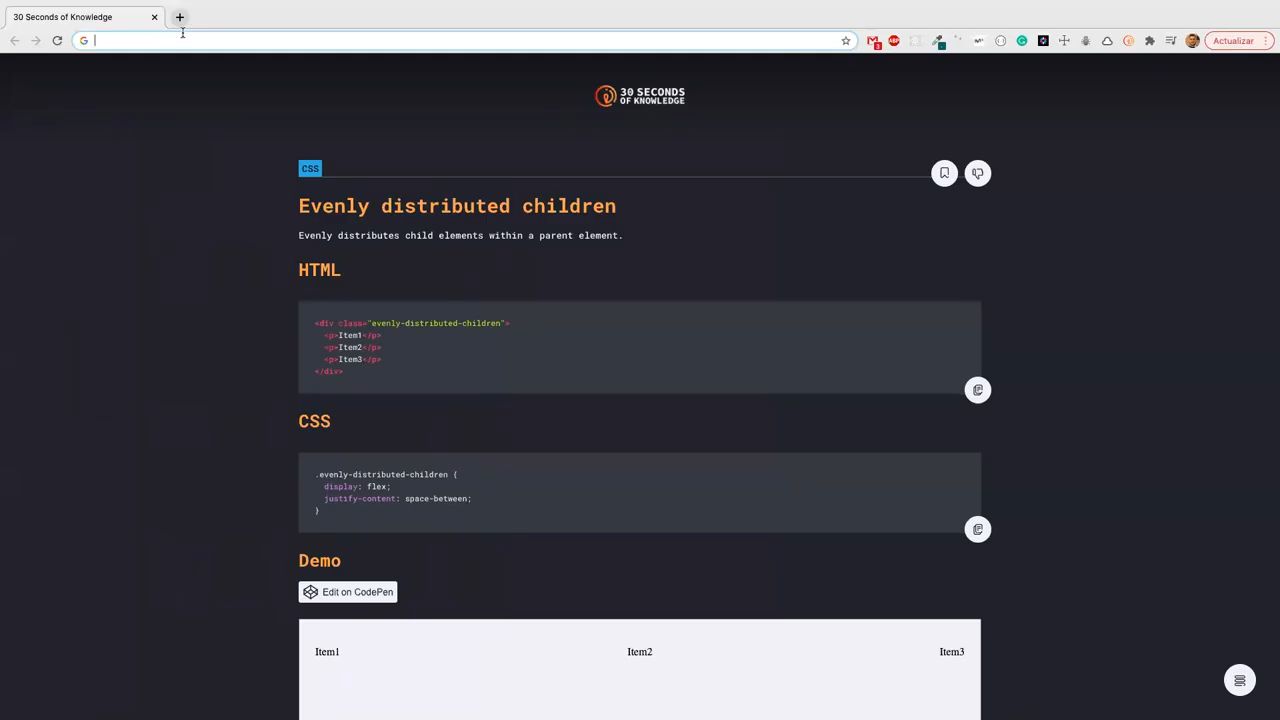 30 Seconds of Knowledge
Actualizar
30 SECONDS
OF KNOWLEDGE
CSS
Evenly distributed children
Evenly distributes child elements within a parent element.
HTML
<div class="evenly-distributed-children">
<p>Item1</p>
<p>Item2</p>
<p>Item3</p>
</div>
CSS
.evenly-distributed-children {
display: flex;
justify-content: space-between;
}
Demo
Edit on CodePen
Item1 Item2 Item3